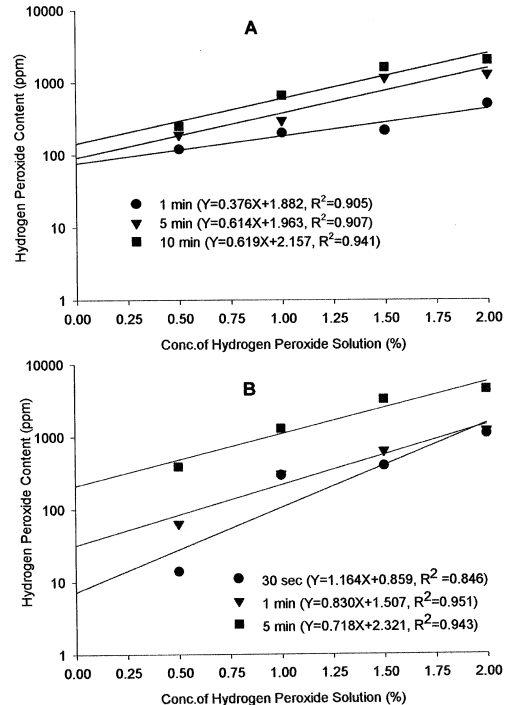 A
10000
1000
100
10
1
Hydrogen Peroxide Content (ppm)
1 min (Y=0.376X+1.882, R²=0.905)
5 min (Y=0.614X+1.963, R²=0.907)
10 min (Y=0.619X+2.157, R²=0.941)
0.00 0.25 0.50 0.75 1.00 1.25 1.50 1.75 2.00
Conc.of Hydrogen Peroxide Solution (%)
B
10000
1000
100
10
1
Hydrogen Peroxide Content (ppm)
30 sec (Y=1.164X+0.859, R² =0.846)
1 min (Y=0.830X+1.507, R²=0.951)
5 min (Y=0.718X+2.321, R²=0.943)
0.00 0.25 0.50 0.75 1.00 1.25 1.50 1.75 2.00
Conc.of Hydrogen Peroxide Solution (%)